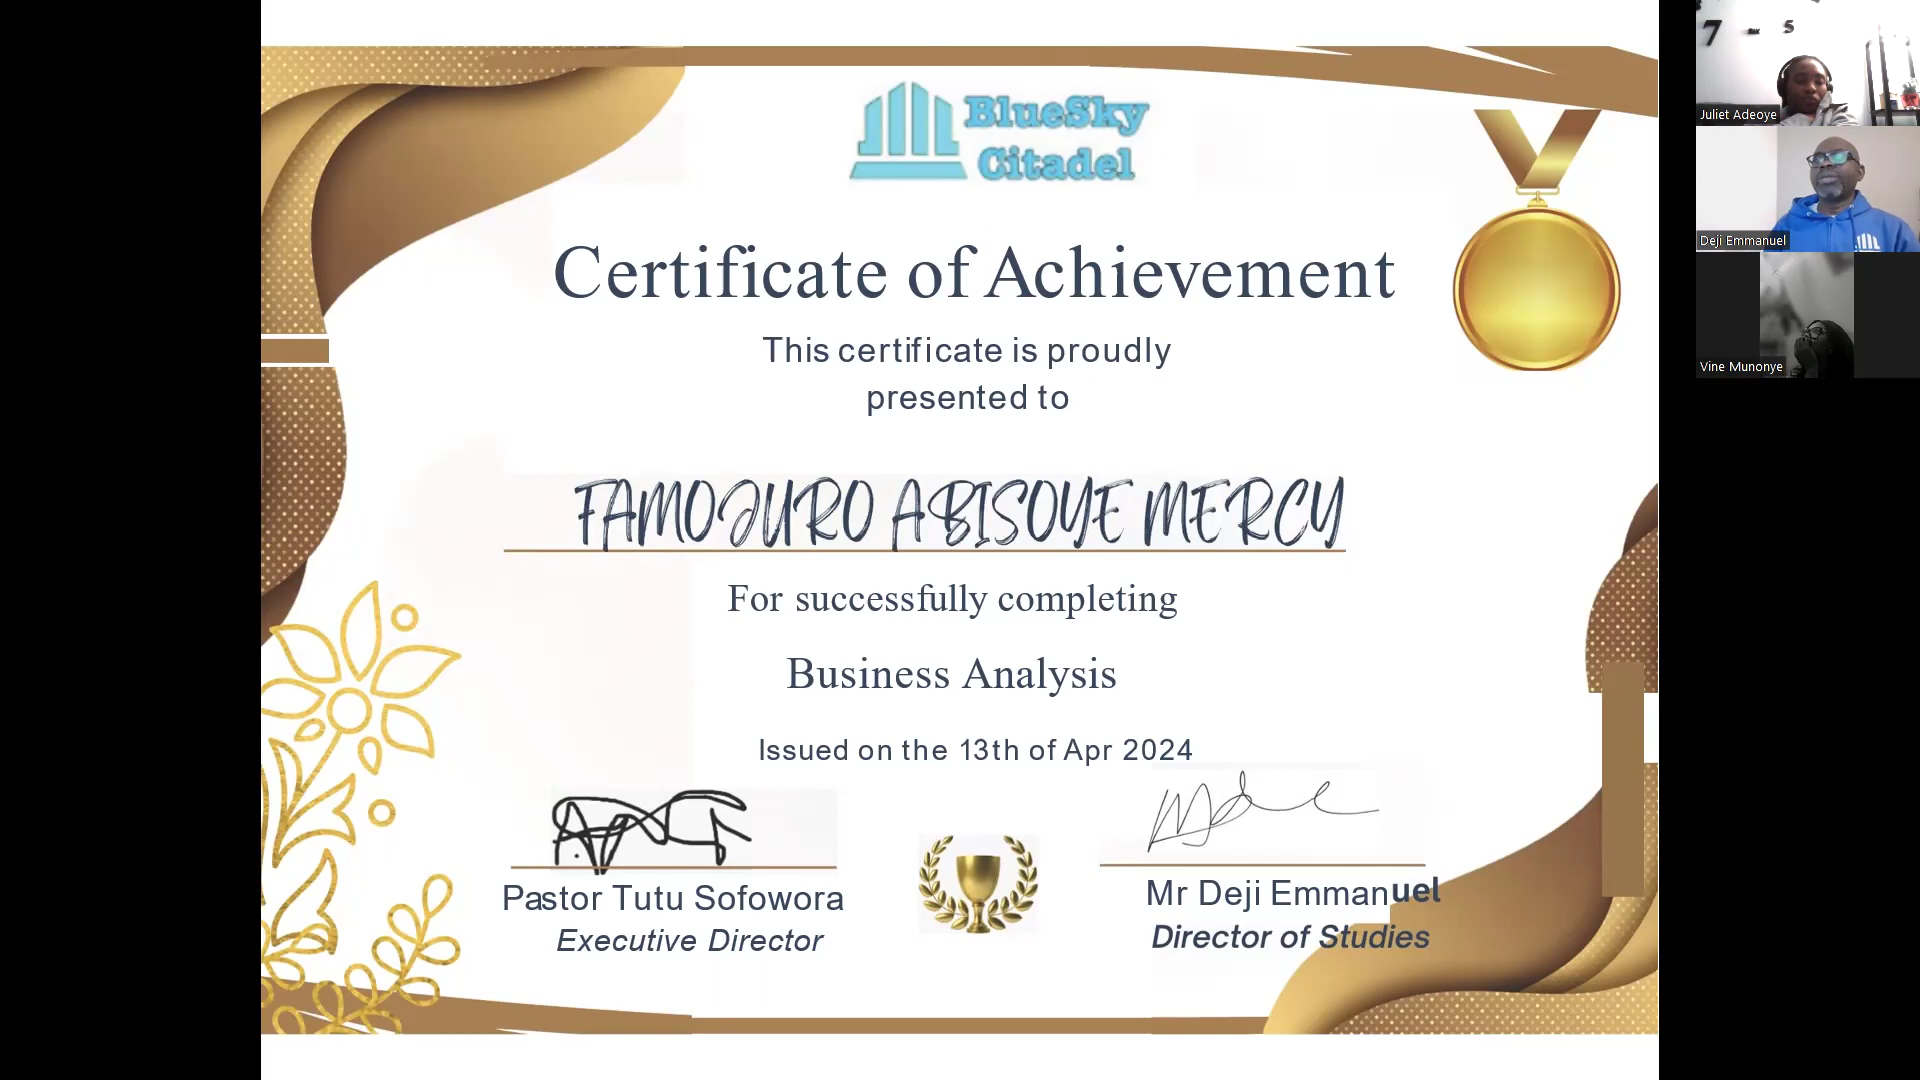 BlueSky
Citadel
Certificate of Achievement
This certificate is proudly
presented to
FAMOJURO ABISOYE MERCY
For successfully completing
Business Analysis
Issued on the 13th of Apr 2024
Pastor Tutu Sofowora
Executive Director
Mr Deji Emmanuel
Director of Studies
7 5
Juliet Adeoye
Deji Emmanuel
Vine Munonye